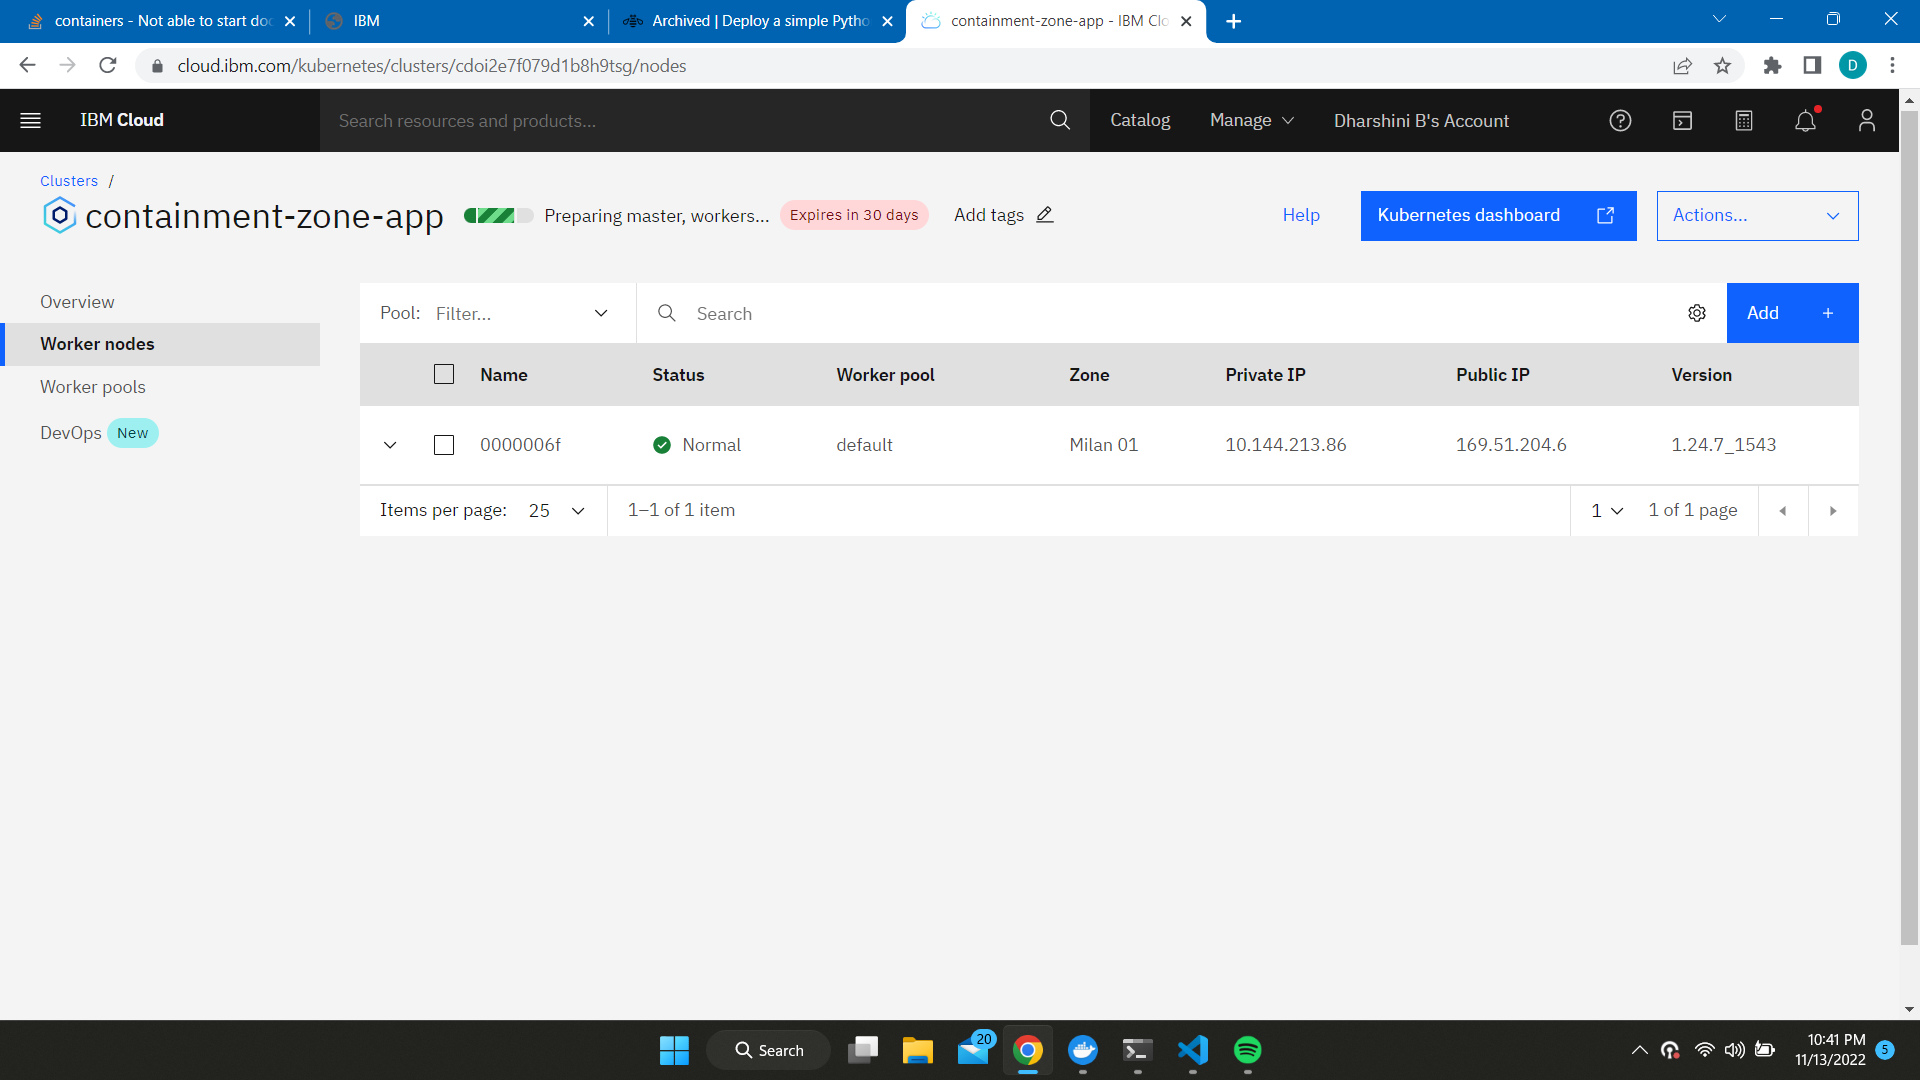 containers - Not able to start doc
IBM
Archived | Deploy a simple Pytho
containment-zone-app - IBM Clo
cloud.ibm.com/kubernetes/clusters/cdoi2e7f079d1b8h9tsg/nodes
D
IBM Cloud
Search resources and products...
Catalog
Manage
Dharshini B's Account
Clusters /
containment-zone-app
Preparing master, workers...
Expires in 30 days
Add tags
Help
Kubernetes dashboard
Actions...
Overview
Worker nodes
Worker pools
DevOps New
Pool: Filter...
Search
Add +
Name Status Worker pool Zone Private IP Public IP Version
0000006f Normal default Milan 01 10.144.213.86 169.51.204.6 1.24.7_1543
Items per page: 25
1–1 of 1 item
1
1 of 1 page
Search
20
10:41 PM
11/13/2022
5